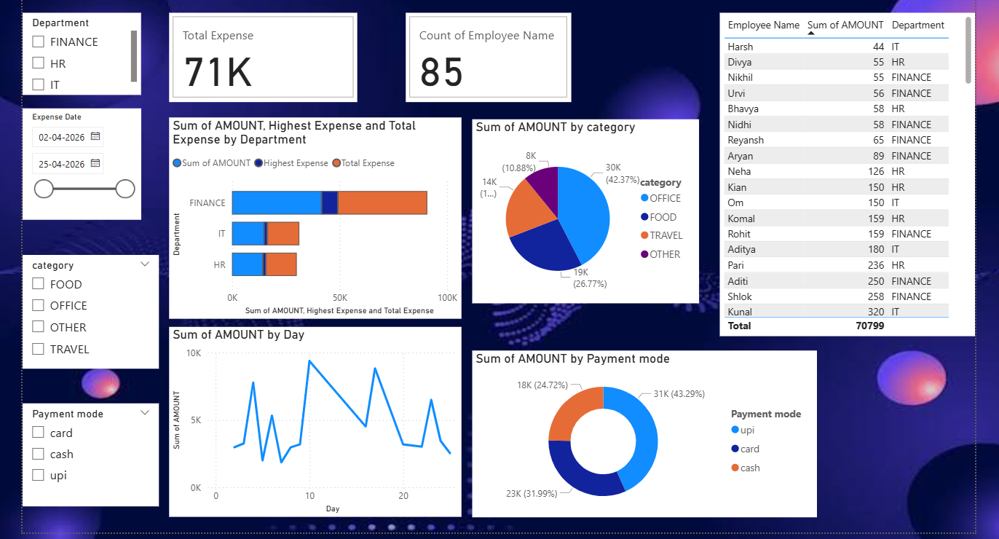 Department
FINANCE
HR
IT
Total Expense
71K
Count of Employee Name
85
Employee Name Sum of AMOUNT Department
Harsh 44 IT
Divya 55 HR
Nikhil 55 FINANCE
Urvi 56 FINANCE
Bhavya 58 HR
Nidhi 58 FINANCE
Reyansh 65 FINANCE
Aryan 89 FINANCE
Neha 126 HR
Kian 150 HR
Om 150 IT
Komal 159 HR
Rohit 159 FINANCE
Aditya 180 IT
Pari 236 HR
Aditi 250 FINANCE
Shlok 258 FINANCE
Kunal 320 IT
Total 70799
Expense Date
02-04-2026
25-04-2026
Sum of AMOUNT, Highest Expense and Total
Expense by Department
Sum of AMOUNT Highest Expense Total Expense
Department
FINANCE
IT
HR
0K 50K 100K
Sum of AMOUNT, Highest Expense and Total Expense
Sum of AMOUNT by category
8K
(10.88%)
30K
(42.37%)
14K
(1...)
19K
(26.77%)
category
OFFICE
FOOD
TRAVEL
OTHER
category
FOOD
OFFICE
OTHER
TRAVEL
Sum of AMOUNT by Day
Sum of AMOUNT
10K
5K
0K
0 10 20
Day
Sum of AMOUNT by Payment mode
18K (24.72%)
31K (43.29%)
23K (31.99%)
Payment mode
upi
card
cash
Payment mode
card
cash
upi